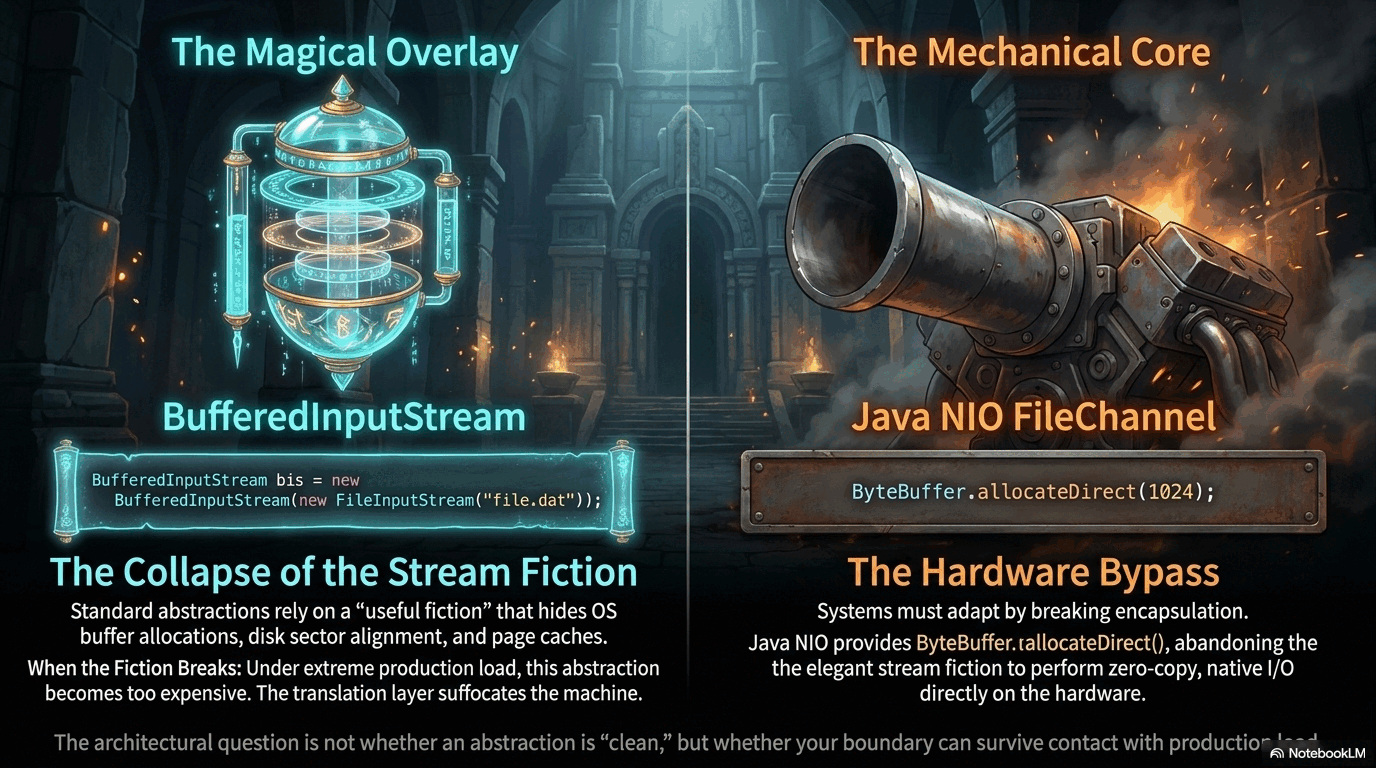 The Magical Overlay
BufferedInputStream
BufferedInputStream bis = new
BufferedInputStream(new FileInputStream("file.dat"));
The Collapse of the Stream Fiction
Standard abstractions rely on a “useful fiction” that hides OS
buffer allocations, disk sector alignment, and page caches.
When the Fiction Breaks: Under extreme production load, this abstraction
becomes too expensive. The translation layer suffocates the machine.
The Mechanical Core
Java NIO FileChannel
ByteBuffer.allocateDirect(1024);
The Hardware Bypass
Systems must adapt by breaking encapsulation.
Java NIO provides ByteBuffer.ɩallocateDirect(), abandoning the
the elegant stream fiction to perform zero-copy, native I/O
directly on the hardware.
The architectural question is not whether an abstraction is “clean,” but whether your boundary can survive contact with production load
NotebookLM